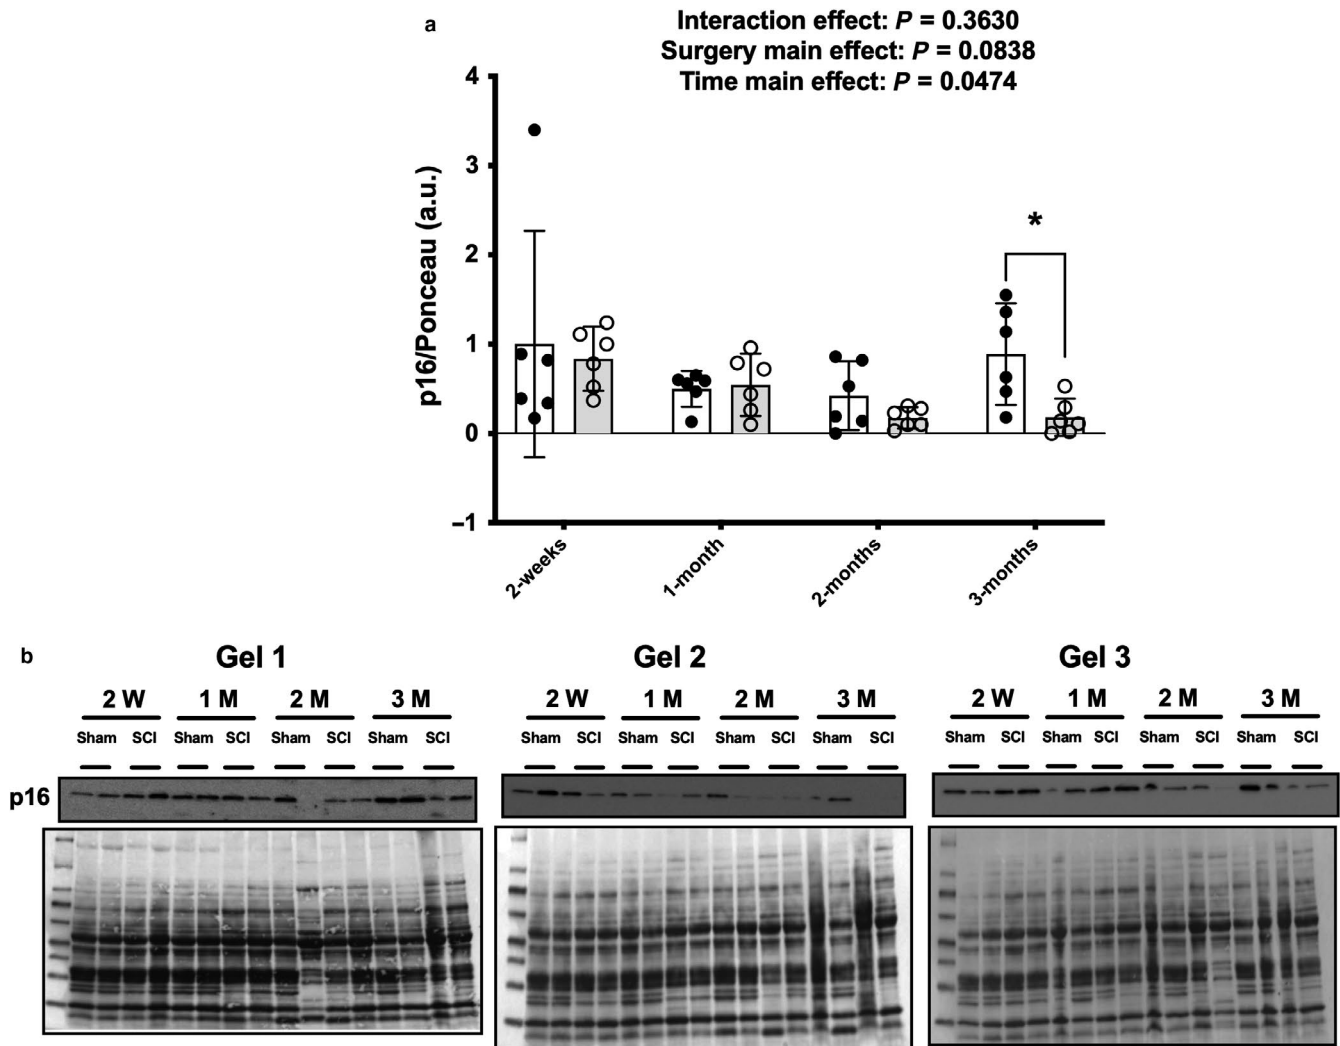 a
Interaction effect: P = 0.3630
Surgery main effect: P = 0.0838
Time main effect: P = 0.0474
p16/Ponceau (a.u.)
4
3
2
1
0
−1
*
2-weeks
1-month
2-months
3-months
b
Gel 1
Gel 2
Gel 3
2 W 1 M 2 M 3 M
2 W 1 M 2 M 3 M
2 W 1 M 2 M 3 M
Sham SCI Sham SCI Sham SCI Sham SCI
Sham SCI Sham SCI Sham SCI Sham SCI
Sham SCI Sham SCI Sham SCI Sham SCI
p16